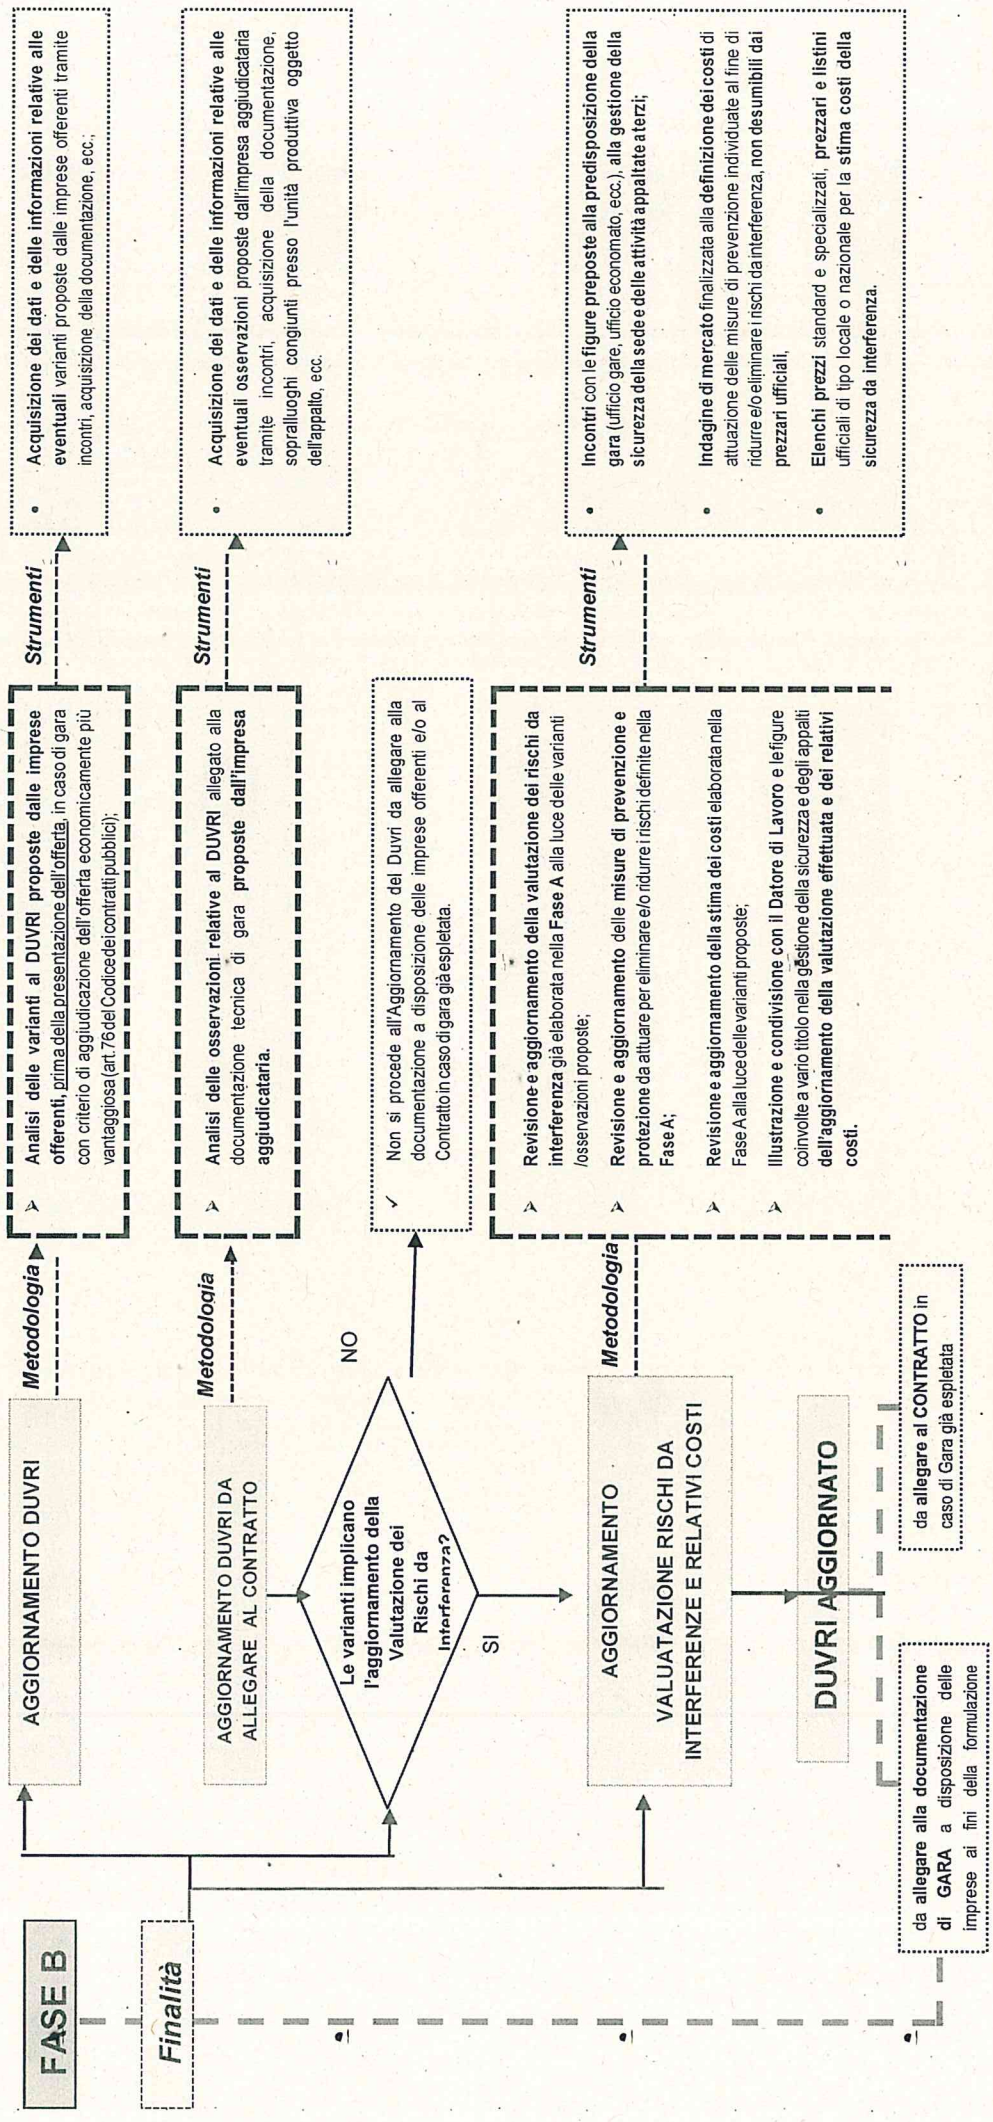 FASE B
Finalità
AGGIORNAMENTO DUVRI
Metodologia
Analisi delle varianti al DUVRI proposte dalle imprese
offerenti, prima della presentazione dell'offerta, in caso di gara
con criterio di aggiudicazione dell'offerta economicamente più
vantaggiosa (art. 76 del Codice dei contratti pubblici);
Strumenti
• Acquisizione dei dati e delle informazioni relative alle
eventuali varianti proposte dalle imprese offerenti tramite
incontri, acquisizione della documentazione, ecc.;
AGGIORNAMENTO DUVRI DA
ALLEGARE AL CONTRATTO
Metodologia
Analisi delle osservazioni relative al DUVRI allegato alla
documentazione tecnica di gara proposte dall'impresa
aggiudicataria.
Strumenti
• Acquisizione dei dati e delle informazioni relative alle
eventuali osservazioni proposte dall'impresa aggiudicataria
tramite incontri, acquisizione della documentazione,
sopralluoghi congiunti presso l'unità produttiva oggetto
dell'appalto, ecc.
Le varianti implicano
l'aggiornamento della
Valutazione dei
Rischi da
Interferenza?
NO
✓ Non si procede all'Aggiornamento del Duvri da allegare alla
documentazione a disposizione delle imprese offerenti e/o al
Contratto in caso di gara già espletata.
SI
AGGIORNAMENTO
VALUATAZIONE RISCHI DA
INTERFERENZE E RELATIVI COSTI
Metodologia
Revisione e aggiornamento della valutazione dei rischi da
interferenza già elaborata nella Fase A alla luce delle varianti
/osservazioni proposte;
Revisione e aggiornamento delle misure di prevenzione e
protezione da attuare per eliminare e/o ridurre i rischi definite nella
Fase A;
Revisione e aggiornamento della stima dei costi elaborata nella
Fase A alla luce delle varianti proposte;
Illustrazione e condivisione con il Datore di Lavoro e le figure
coinvolte a vario titolo nella gestione della sicurezza e degli appalti
dell'aggiornamento della valutazione effettuata e dei relativi
costi.
Strumenti
• Incontri con le figure preposte alla predisposizione della
gara (ufficio gare, ufficio economato, ecc.), alla gestione della
sicurezza della sede e delle attività appaltate a terzi;
• Indagine di mercato finalizzata alla definizione dei costi di
attuazione delle misure di prevenzione individuate al fine di
ridurre e/o eliminare i rischi da interferenza, non desumibili dai
prezzari ufficiali,
• Elenchi prezzi standard e specializzati, prezzari e listini
ufficiali di tipo locale o nazionale per la stima costi della
sicurezza da interferenza.
DUVRI AGGIORNATO
da allegare alla documentazione
di GARA a disposizione delle
imprese ai fini della formulazione
da allegare al CONTRATTO in
caso di Gara già espletata